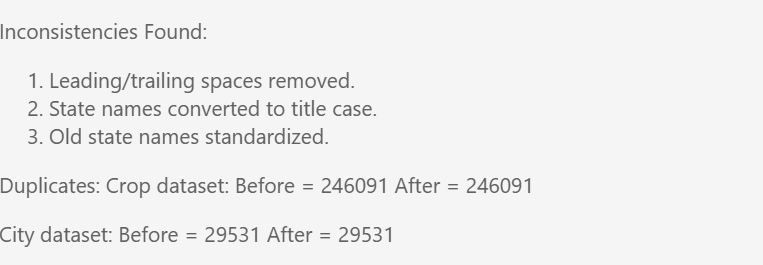 Inconsistencies Found:
1. Leading/trailing spaces removed.
2. State names converted to title case.
3. Old state names standardized.
Duplicates: Crop dataset: Before = 246091 After = 246091
City dataset: Before = 29531 After = 29531